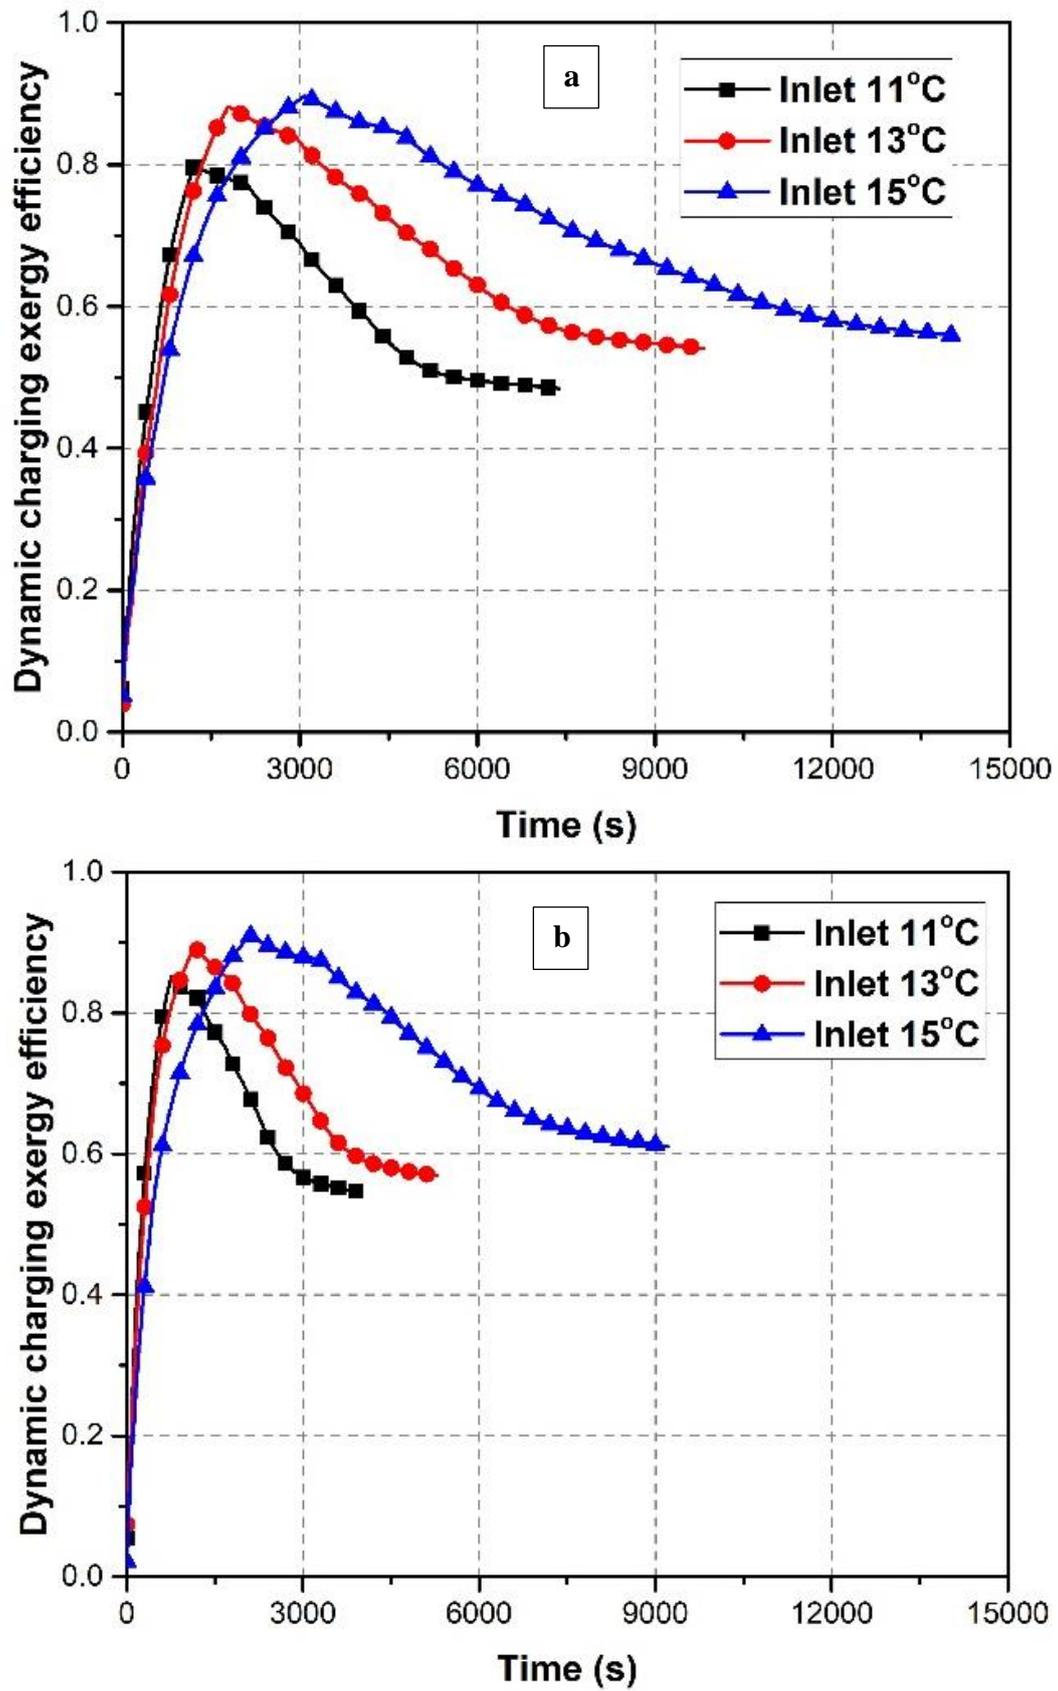 Dynamic charging exergy efficiency
1.0
0.8
0.6
0.4
0.2
0.0
a
Inlet 11°C
Inlet 13°C
Inlet 15°C
0 3000 6000 9000 12000 15000
Time (s)
Dynamic charging exergy efficiency
1.0
0.8
0.6
0.4
0.2
0.0
b
Inlet 11°C
Inlet 13°C
Inlet 15°C
0 3000 6000 9000 12000 15000
Time (s)